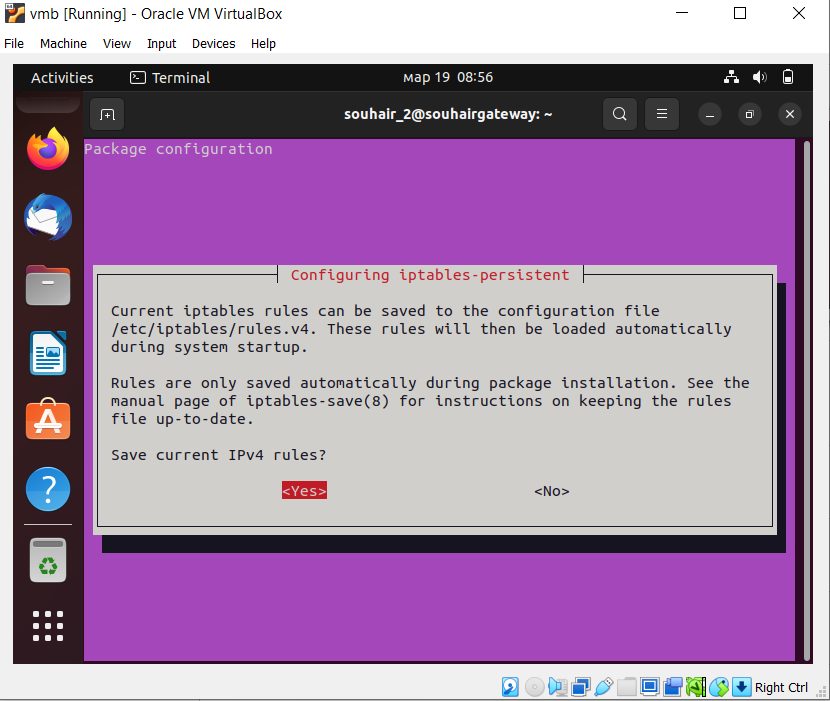 vmb [Running] - Oracle VM VirtualBox
File Machine View Input Devices Help
Activities Terminal мар 19 08:56
souhair_2@souhairgateway: ~
Package configuration
Configuring iptables-persistent
Current iptables rules can be saved to the configuration file
/etc/iptables/rules.v4. These rules will then be loaded automatically
during system startup.
Rules are only saved automatically during package installation. See the
manual page of iptables-save(8) for instructions on keeping the rules
file up-to-date.
Save current IPv4 rules?
<Yes> <No>
Right Ctrl